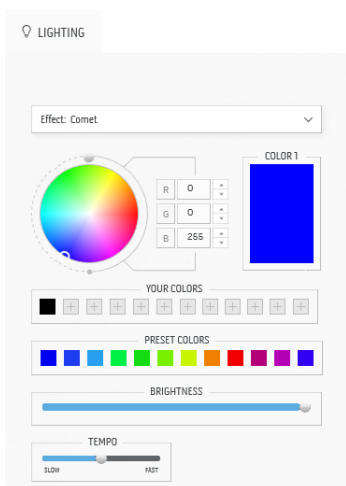 LIGHTING
Effect: Comet
COLOR 1
R 0
G 0
B 255
YOUR COLORS
PRESET COLORS
BRIGHTNESS
TEMPO
SLOW FAST